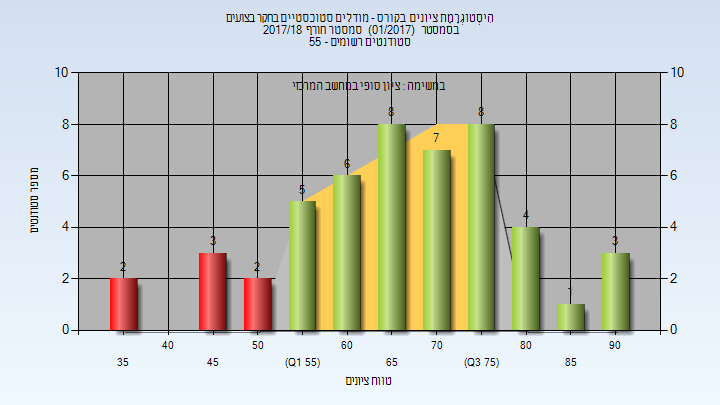 הִיסְטוֹגְרָמַת ציונים בקורס - מודלים סטוכסטיים בחקר בצועים
בסמסטר (01/2017) סמסטר חורף 2017/18
סטודנטים רשומים - 55
במשימה : ציון סופי במחשב המרכזי
10 10
8 8
6 6
4 4
2 2
0 0
2 3 2 5 6 8 7 8 4 1 3
מספר סטודנטים
40 50 60 70 80 90
35 45 (Q1 55) 65 (Q3 75) 85
טווח ציונים